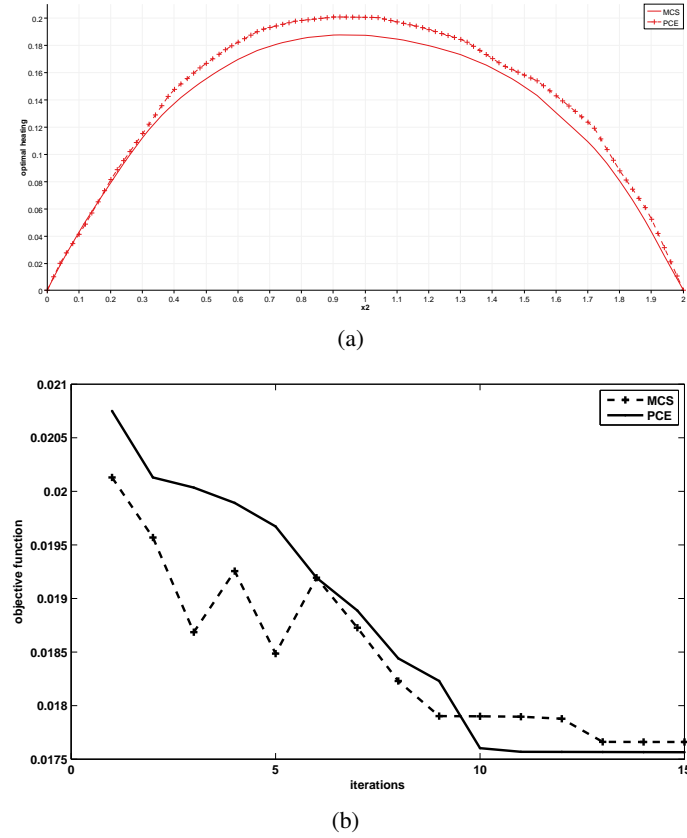 MCS
PCE
0.2
0.18
0.16
0.14
0.12
0.1
0.08
0.06
0.04
0.02
0
optimal heating
0 0.1 0.2 0.3 0.4 0.5 0.6 0.7 0.8 0.9 1 1.1 1.2 1.3 1.4 1.5 1.6 1.7 1.8 1.9 2
x2
(a)
0.021
0.0205
0.02
0.0195
0.019
0.0185
0.018
0.0175
objective function
MCS
PCE
0 5 10 15
iterations
(b)